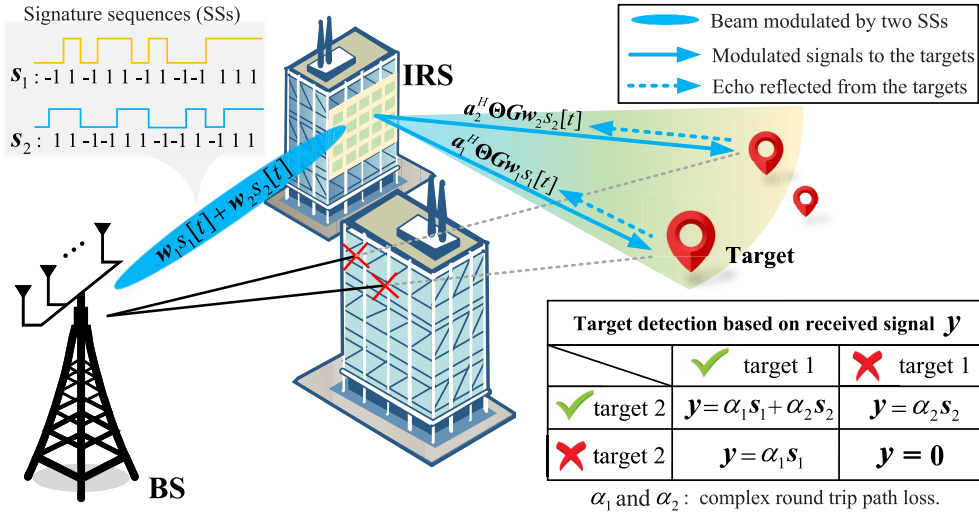 Signature sequences (SSs)
s₁ : -1 1 -1 1 1 -1 1 -1-1 1 1 1
s₂ : -1 1 1 -1 -1 1 1 -1 -1 1 -1 1 1
IRS
Beam modulated by two SSs
Modulated signals to the targets
Echo reflected from the targets
a₂ᴴΘGw₂s₂[t]
a₁ᴴΘGw₁s₁[t]
w₁s₁[t] + w₂s₂[t]
Target
BS
Target detection based on received signal y
target 1 target 1
target 2 y = α₁s₁ + α₂s₂ y = α₂s₂
target 2 y = α₁s₁ y = 0
α₁ and α₂ : complex round trip path loss.